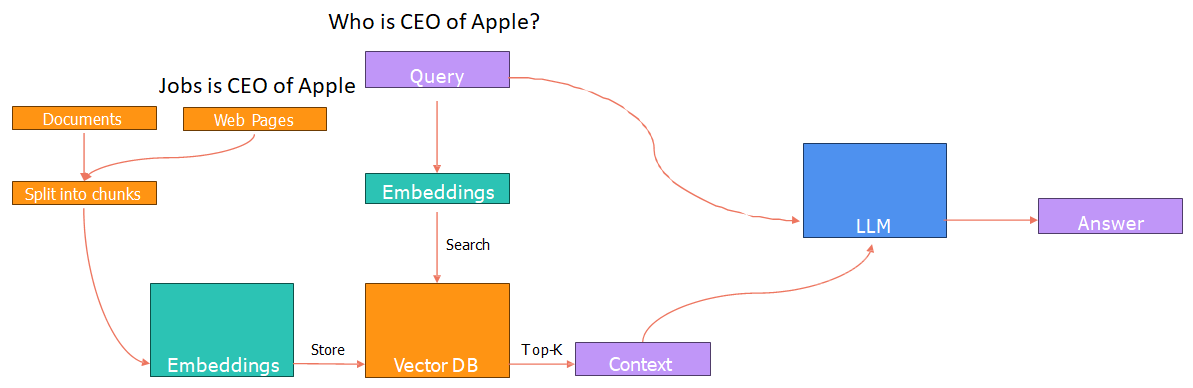 Who is CEO of Apple?
Query
Jobs is CEO of Apple
Documents
Web Pages
Split into chunks
Embeddings
Search
LLM
Answer
Embeddings
Store
Vector DB
Top-K
Context